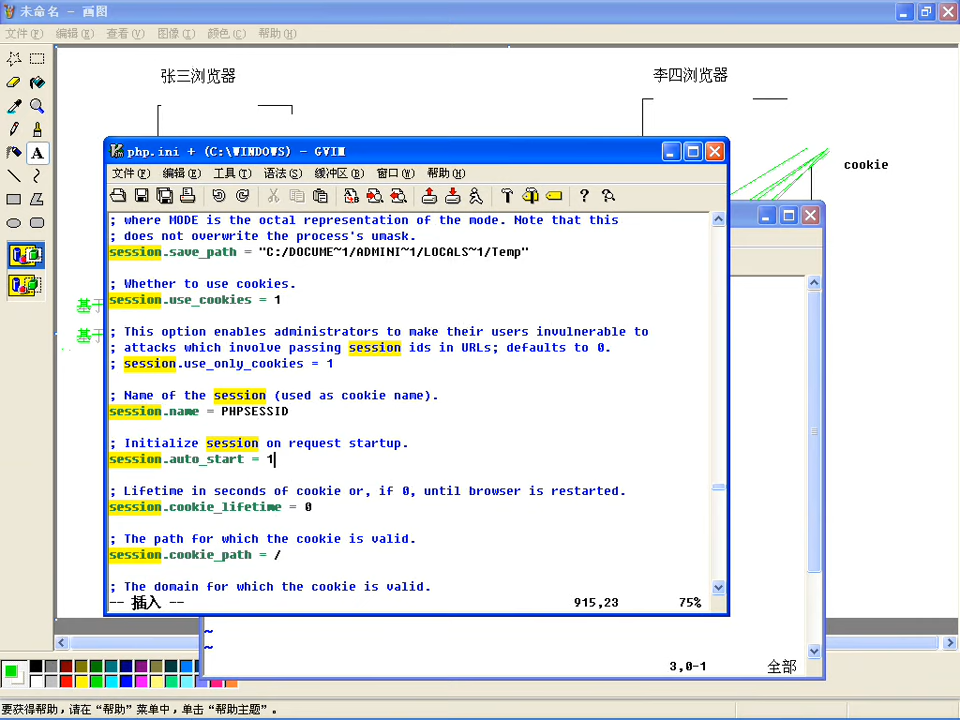 未命名 - 画图
文件(F) 编辑(E) 查看(V) 图像(I) 颜色(C) 帮助(H)
张三浏览器
李四浏览器
cookie
php.ini + (C:\WINDOWS) - GVIM
文件(F) 编辑(E) 工具(T) 语法(S) 缓冲区(B) 窗口(W) 帮助(H)
; where MODE is the octal representation of the mode. Note that this
; does not overwrite the process's umask.
session.save_path = "C:/DOCUME~1/ADMINI~1/LOCALS~1/Temp"
; Whether to use cookies.
session.use_cookies = 1
; This option enables administrators to make their users invulnerable to
; attacks which involve passing session ids in URLs; defaults to 0.
; session.use_only_cookies = 1
; Name of the session (used as cookie name).
session.name = PHPSESSID
; Initialize session on request startup.
session.auto_start = 1
; Lifetime in seconds of cookie or, if 0, until browser is restarted.
session.cookie_lifetime = 0
; The path for which the cookie is valid.
session.cookie_path = /
; The domain for which the cookie is valid.
-- 插入 -- 915,23 75%
基于
基于
~
~
3,0-1 全部
要获得帮助,请在“帮助”菜单中,单击“帮助主题”。